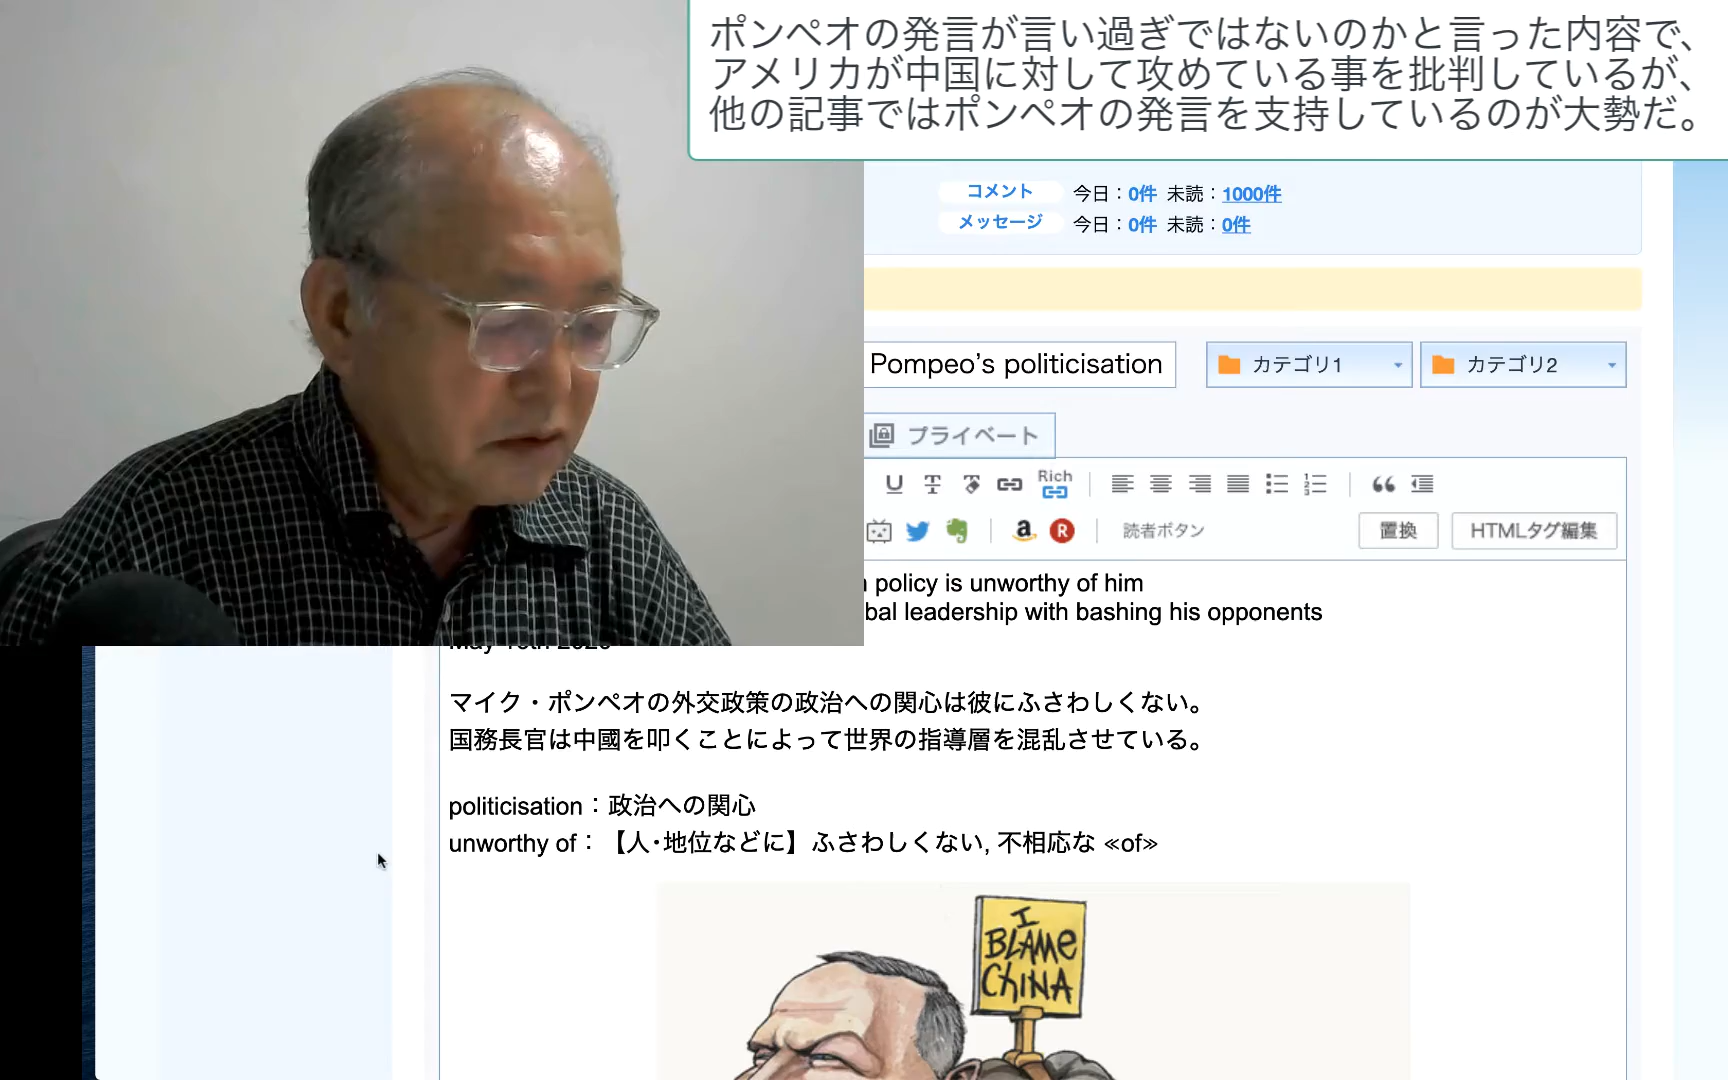 ポンペオの発言が言い過ぎではないのかと言った内容で、
アメリカが中国に対して攻めている事を批判しているが、
他の記事ではポンペオの発言を支持しているのが大勢だ。
コメント 今日：0件 未読：1000件
メッセージ 今日：0件 未読：0件
Pompeo’s politicisation カテゴリ1 カテゴリ2
プライベート
U T Rich
a R 読者ボタン 置換 HTMLタグ編集
policy is unworthy of him
bal leadership with bashing his opponents
マイク・ポンペオの外交政策の政治への関心は彼にふさわしくない。
国務長官は中國を叩くことによって世界の指導層を混乱させている。
politicisation：政治への関心
unworthy of：【人･地位などに】ふさわしくない, 不相応な ≪of≫
I
BLAME
CHINA